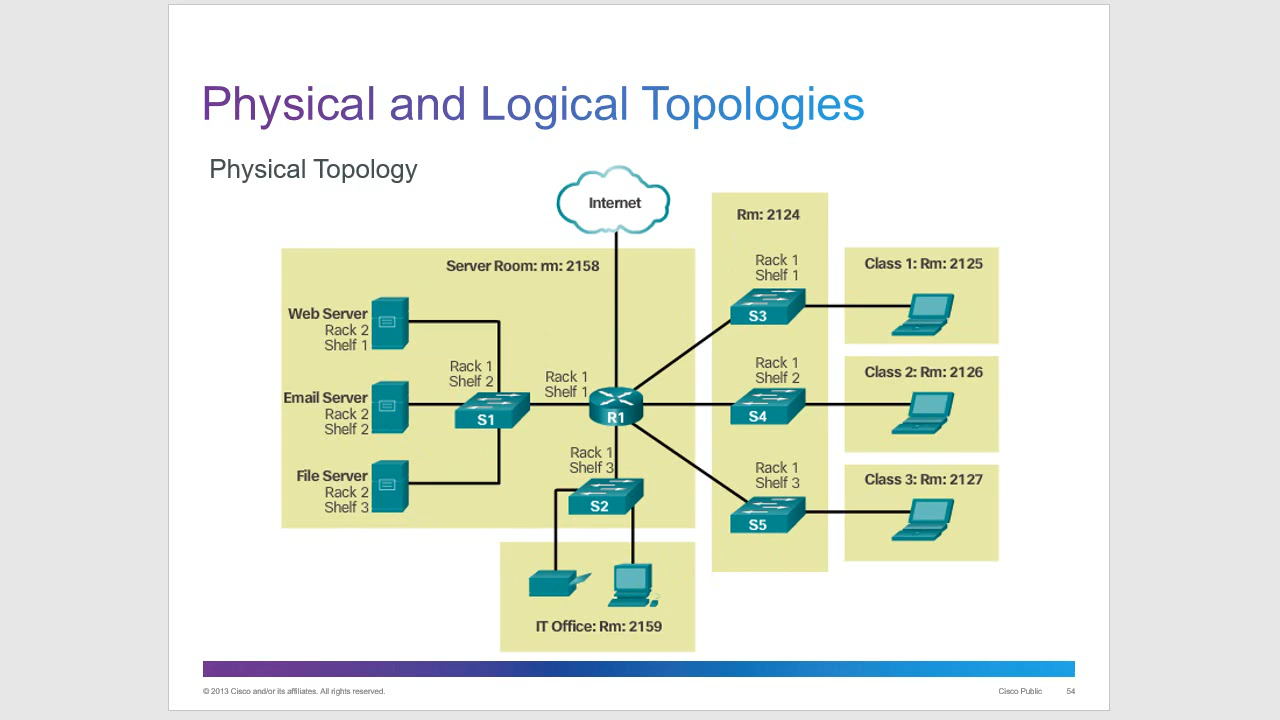 Physical and Logical Topologies
Physical Topology
Internet
Rm: 2124
Server Room: rm: 2158
Rack 1
Shelf 1
Class 1: Rm: 2125
Web Server
Rack 2
Shelf 1
S3
Rack 1
Shelf 2
Rack 1
Shelf 1
Rack 1
Shelf 2
Class 2: Rm: 2126
Email Server
Rack 2
Shelf 2
S1
R1
S4
Rack 1
Shelf 3
Rack 1
Shelf 3
Class 3: Rm: 2127
File Server
Rack 2
Shelf 3
S2
S5
IT Office: Rm: 2159
© 2013 Cisco and/or its affiliates. All rights reserved.
Cisco Public
54